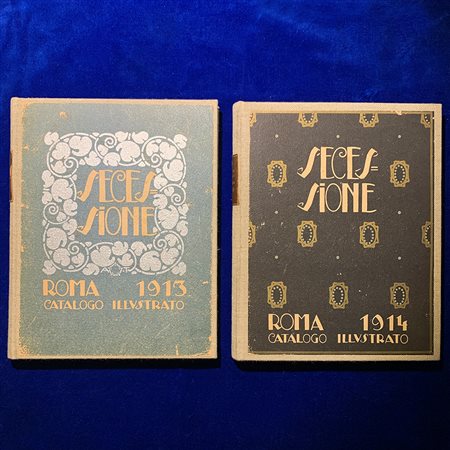 SECES
SIONE
ROMA 1913
CATALOGO ILLVSTRATO
SECES=
SIONE
ROMA 1914
CATALOGO ILLVSTRATO